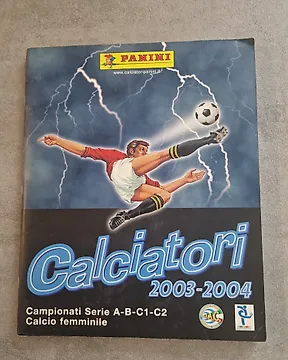 PANINI
www.calciatoripanini.it
Calciatori
2003-2004
Campionati Serie A-B-C1-C2
Calcio femminile